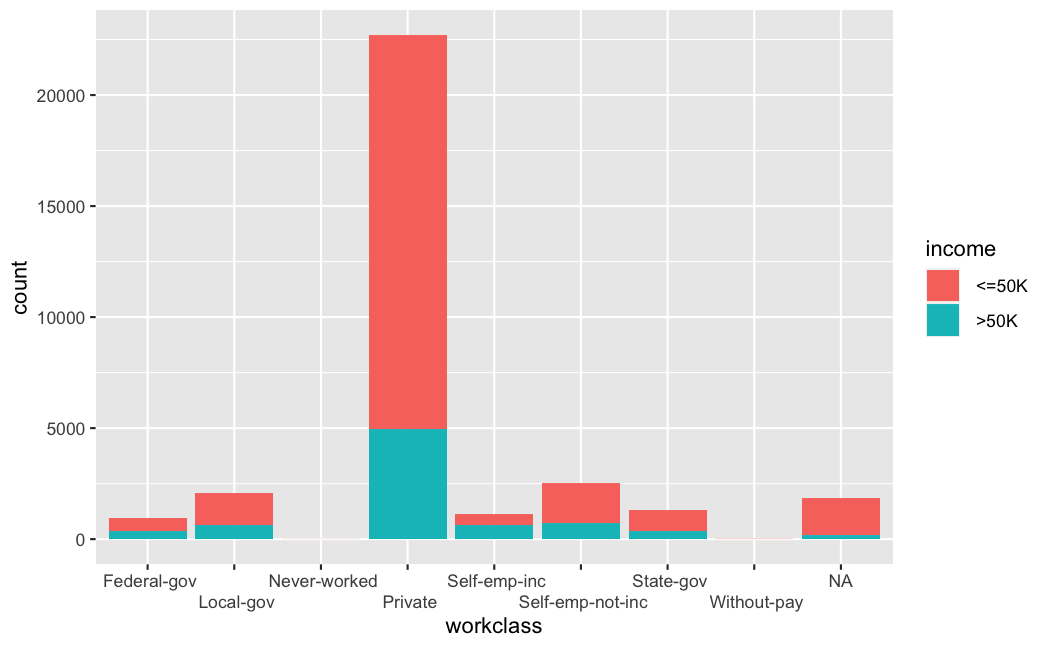 20000
15000
10000
5000
0
count
Federal-gov
Never-worked
Self-emp-inc
State-gov
NA
Local-gov
Private
Self-emp-not-inc
Without-pay
workclass
income
<=50K
>50K